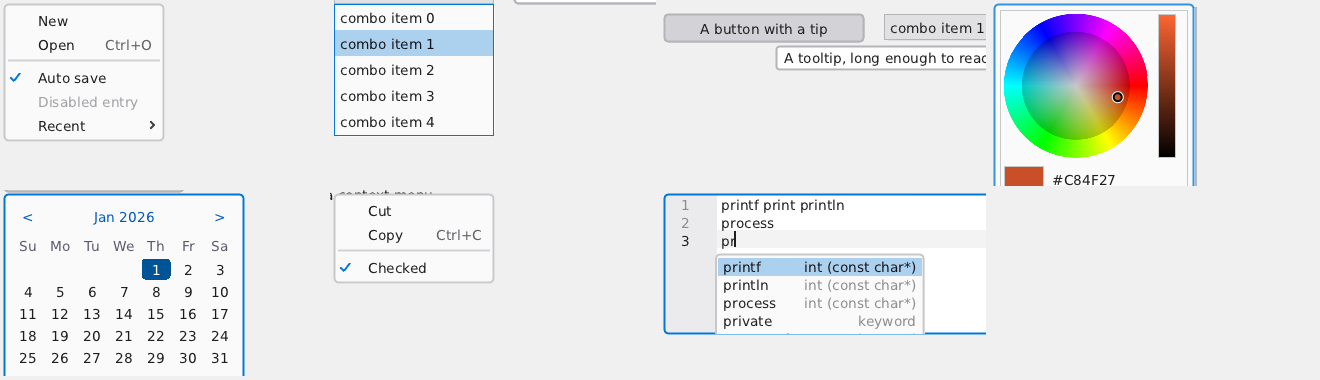 New
Open Ctrl+O
Auto save
Disabled entry
Recent
combo item 0
combo item 1
combo item 2
combo item 3
combo item 4
A button with a tip
combo item 1
A tooltip, long enough to read
#C84F27
< Jan 2026 >
Su Mo Tu We Th Fr Sa
1 2 3
4 5 6 7 8 9 10
11 12 13 14 15 16 17
18 19 20 21 22 23 24
25 26 27 28 29 30 31
a context menu
Cut
Copy Ctrl+C
Checked
1 printf print println
2 process
3 pr
printf int (const char*)
println int (const char*)
process int (const char*)
private keyword